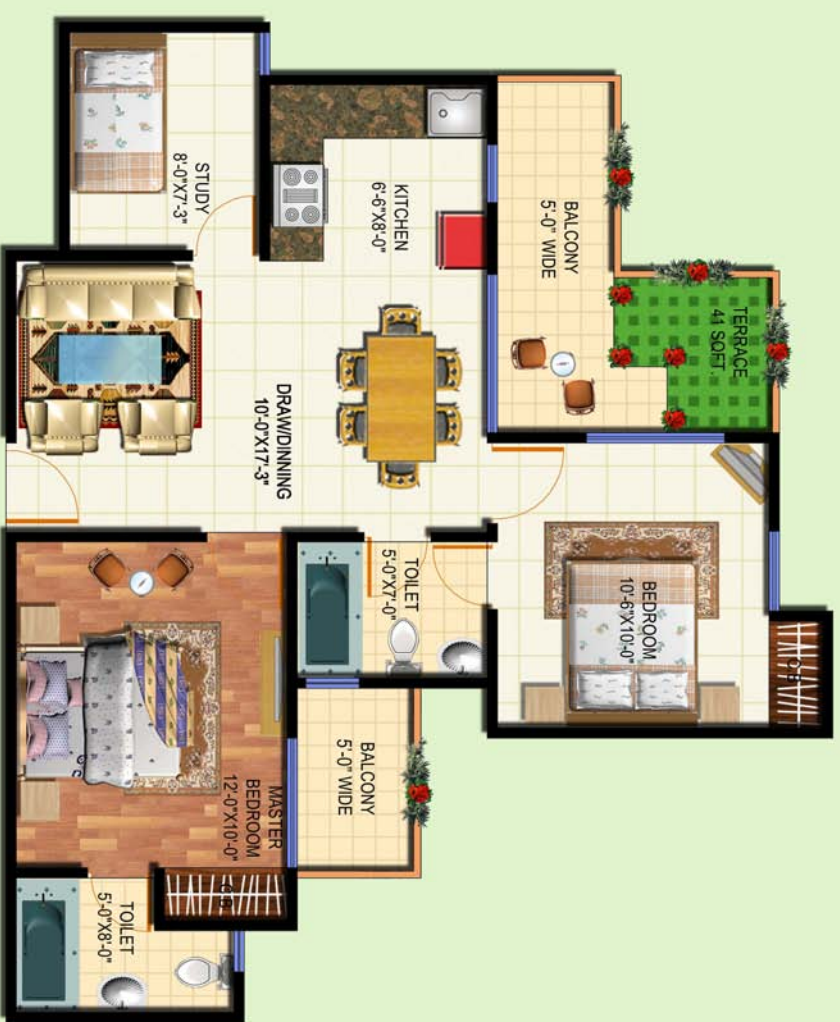 STUDY
8'-0"X7'-3"
KITCHEN
6'-6"X8'-0"
BALCONY
5'-0" WIDE
TERRACE
41 SQFT.
DRAW/DINNING
10'-0"X17'-3"
TOILET
5'-0"X7'-0"
BEDROOM
10'-6"X10'-0"
C.B
BALCONY
5'-0" WIDE
MASTER
BEDROOM
12'-0"X10'-0"
C.B
TOILET
5'-0"X8'-0"